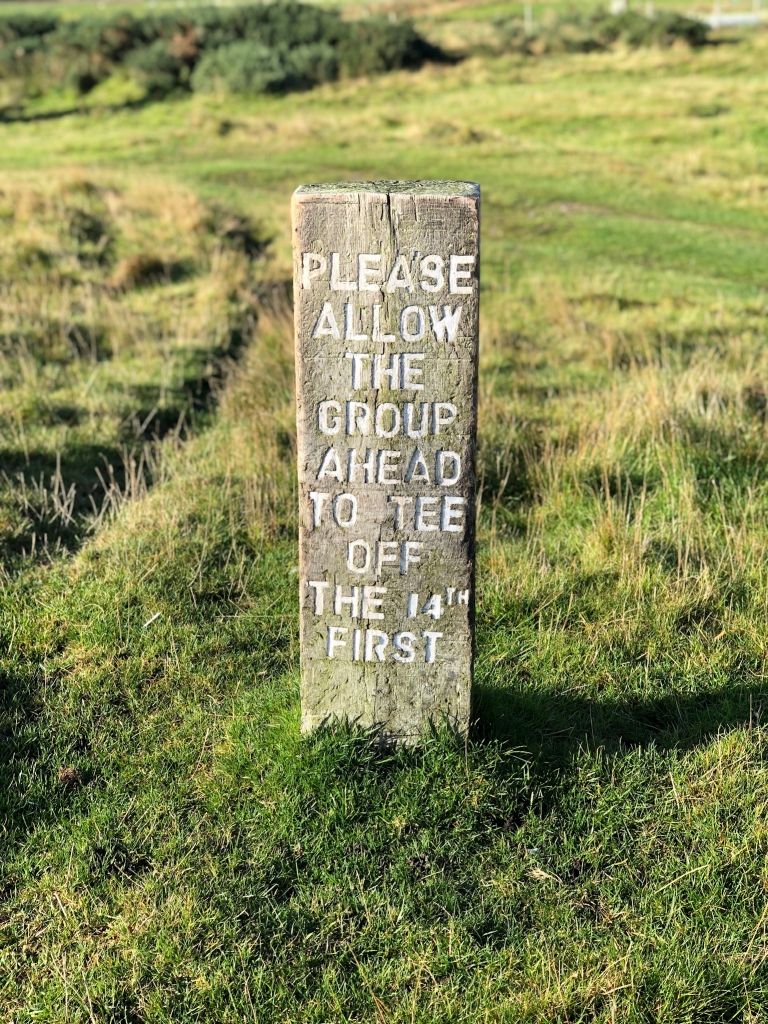 PLEASE
ALLOW
THE
GROUP
AHEAD
TO TEE
OFF
THE 14TH
FIRST